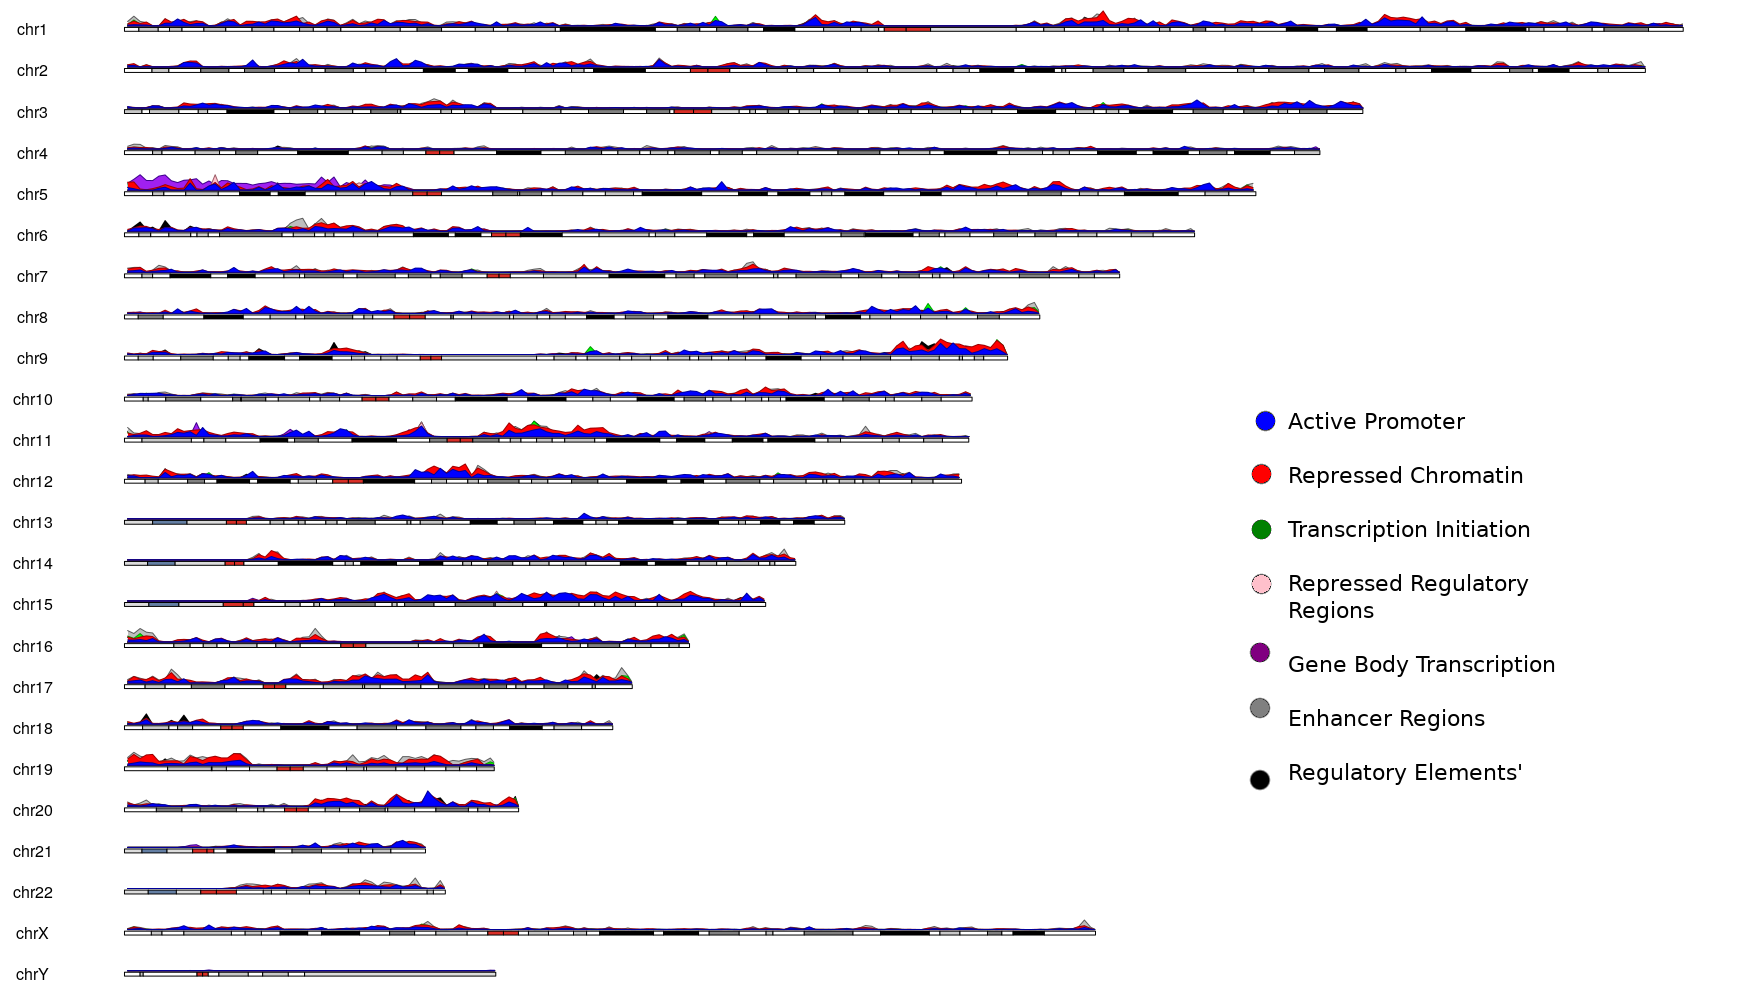 chr1
chr2
chr3
chr4
chr5
chr6
chr7
chr8
chr9
chr10
chr11
chr12
chr13
chr14
chr15
chr16
chr17
chr18
chr19
chr20
chr21
chr22
chrX
chrY
Active Promoter
Repressed Chromatin
Transcription Initiation
Repressed Regulatory
Regions
Gene Body Transcription
Enhancer Regions
Regulatory Elements'